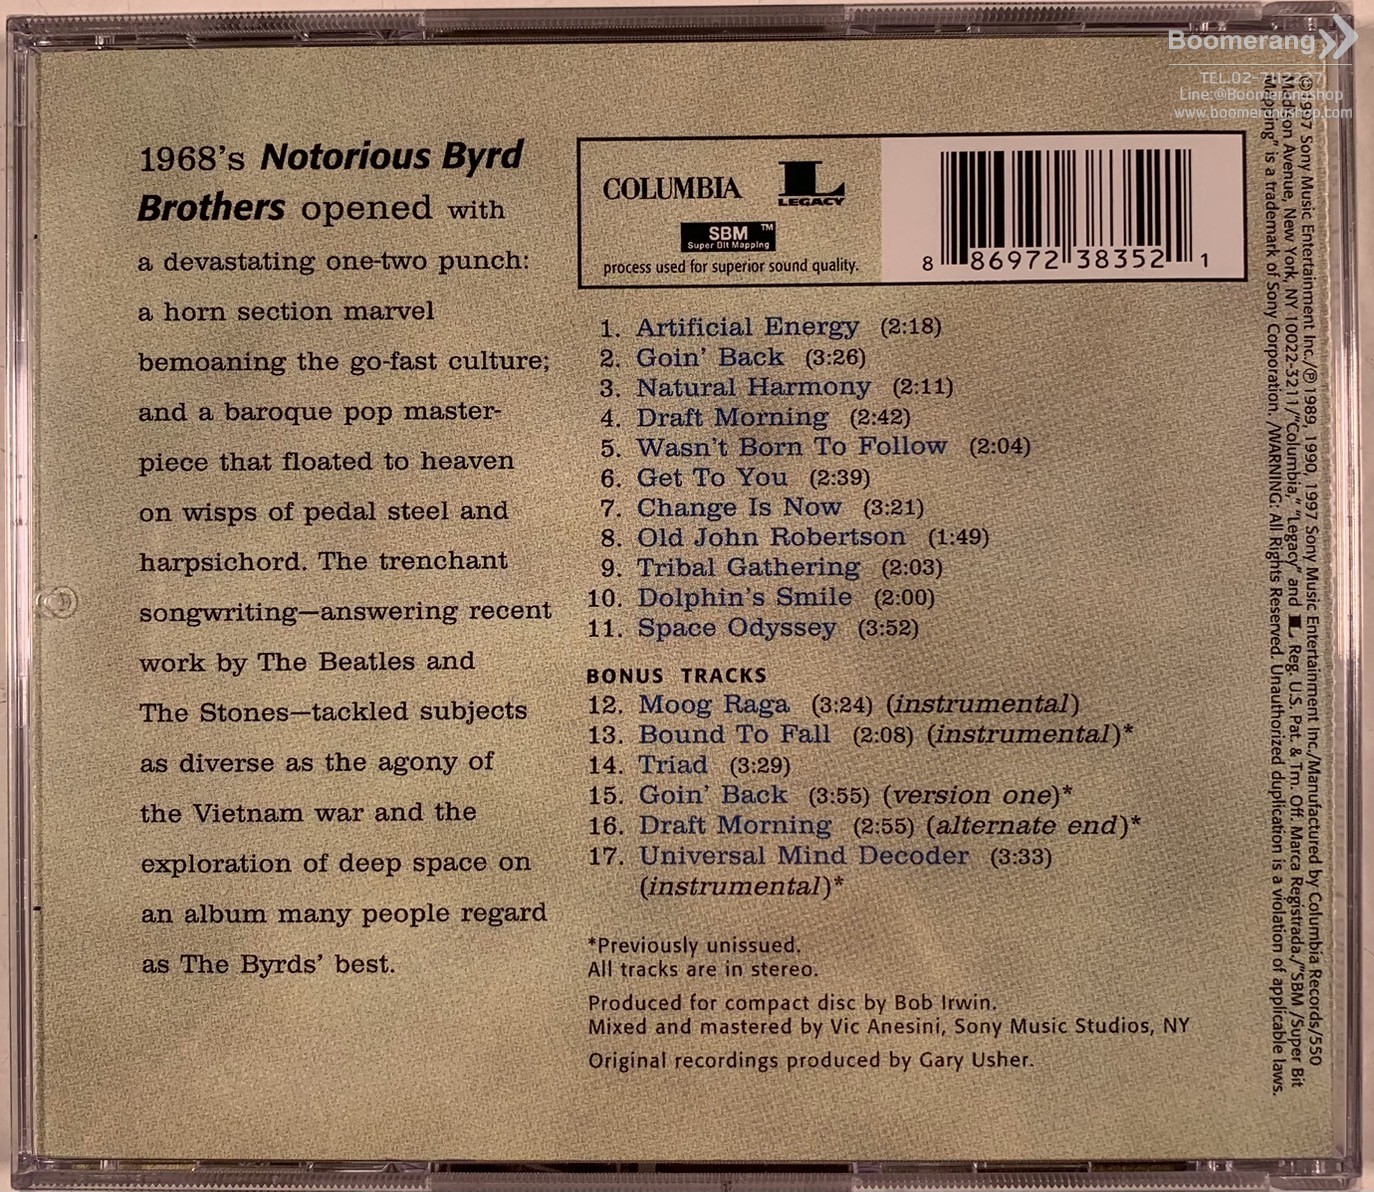 Boomerang
TEL.02-7112227
Line:@Boomerangshop
www.boomerangshop.com
1968's Notorious Byrd
Brothers opened with
a devastating one-two punch:
a horn section marvel
bemoaning the go-fast culture;
and a baroque pop master-
piece that floated to heaven
on wisps of pedal steel and
harpsichord. The trenchant
songwriting—answering recent
work by The Beatles and
The Stones—tackled subjects
as diverse as the agony of
the Vietnam war and the
exploration of deep space on
an album many people regard
as The Byrds' best.
COLUMBIA
L
LEGACY
SBM™
Super Bit Mapping
process used for superior sound quality.
8 86972 38352 1
1. Artificial Energy (2:18)
2. Goin' Back (3:26)
3. Natural Harmony (2:11)
4. Draft Morning (2:42)
5. Wasn't Born To Follow (2:04)
6. Get To You (2:39)
7. Change Is Now (3:21)
8. Old John Robertson (1:49)
9. Tribal Gathering (2:03)
10. Dolphin's Smile (2:00)
11. Space Odyssey (3:52)
BONUS TRACKS
12. Moog Raga (3:24) (instrumental)
13. Bound To Fall (2:08) (instrumental)*
14. Triad (3:29)
15. Goin' Back (3:55) (version one)*
16. Draft Morning (2:55) (alternate end)*
17. Universal Mind Decoder (3:33)
(instrumental)*
*Previously unissued.
All tracks are in stereo.
Produced for compact disc by Bob Irwin.
Mixed and mastered by Vic Anesini, Sony Music Studios, NY
Original recordings produced by Gary Usher.
© 1997 Sony Music Entertainment Inc./℗ 1989, 1990, 1997 Sony Music Entertainment Inc./Manufactured by Columbia Records/550
Madison Avenue, New York, NY 10022-3211/"Columbia," "Legacy" and L Reg. U.S. Pat. & Tm. Off. Marca Registrada./"SBM /Super Bit
Mapping" is a trademark of Sony Corporation. /WARNING: All Rights Reserved. Unauthorized duplication is a violation of applicable laws.